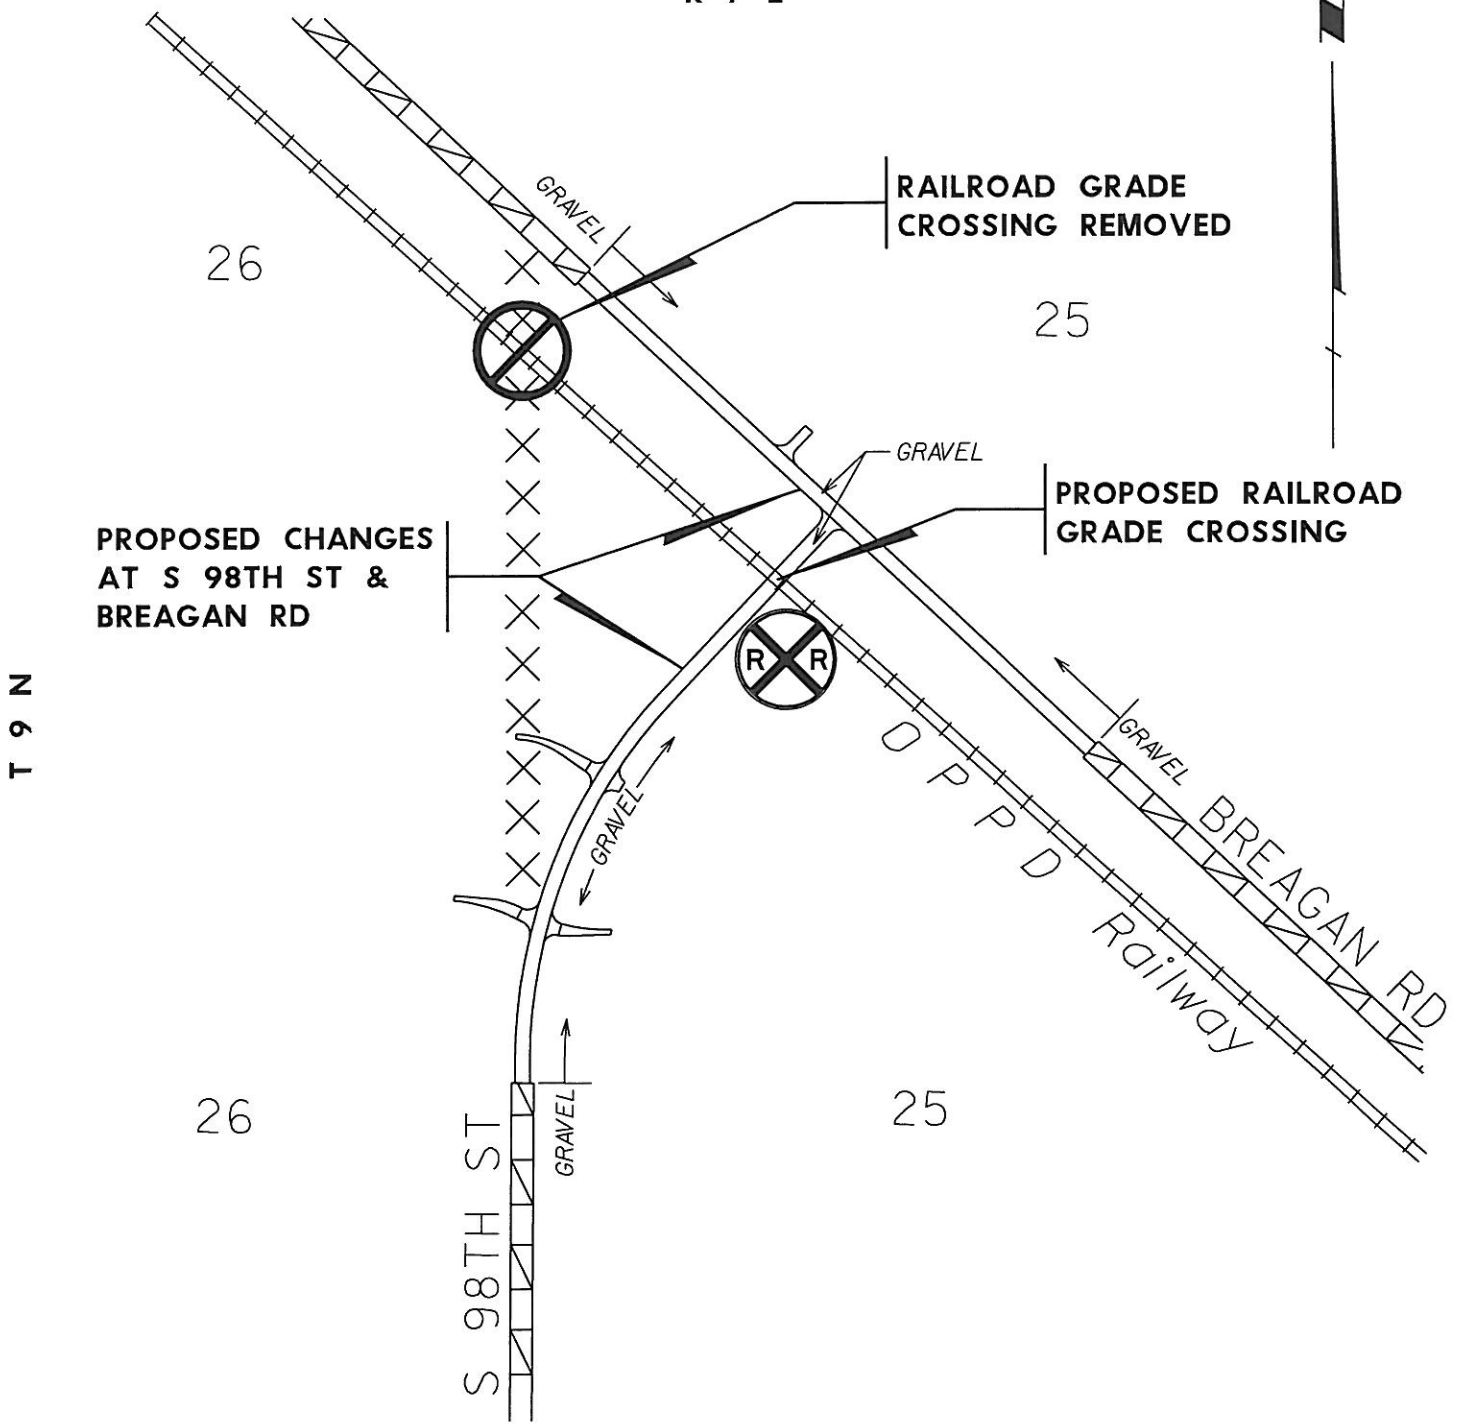 GRAVEL
RAILROAD GRADE
CROSSING REMOVED
26
25
GRAVEL
PROPOSED RAILROAD
GRADE CROSSING
PROPOSED CHANGES
AT S 98TH ST &
BREAGAN RD
R R
T 9 N
GRAVEL
GRAVEL
BREAGAN RD
OPPD Railway
26
25
GRAVEL
S 98TH ST